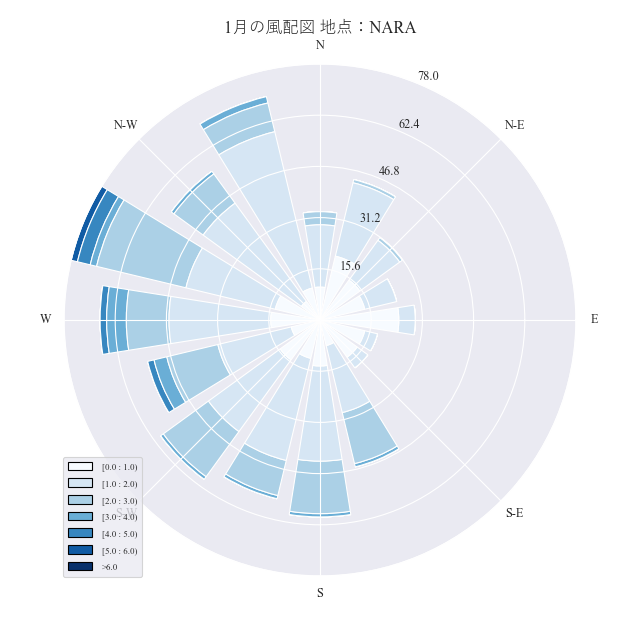 1月の風配図 地点：NARA
N
78.0
N-W
62.4
N-E
46.8
31.2
15.6
W
E
[0.0 : 1.0)
[1.0 : 2.0)
[2.0 : 3.0)
[3.0 : 4.0)
[4.0 : 5.0)
[5.0 : 6.0)
>6.0
S-W
S-E
S